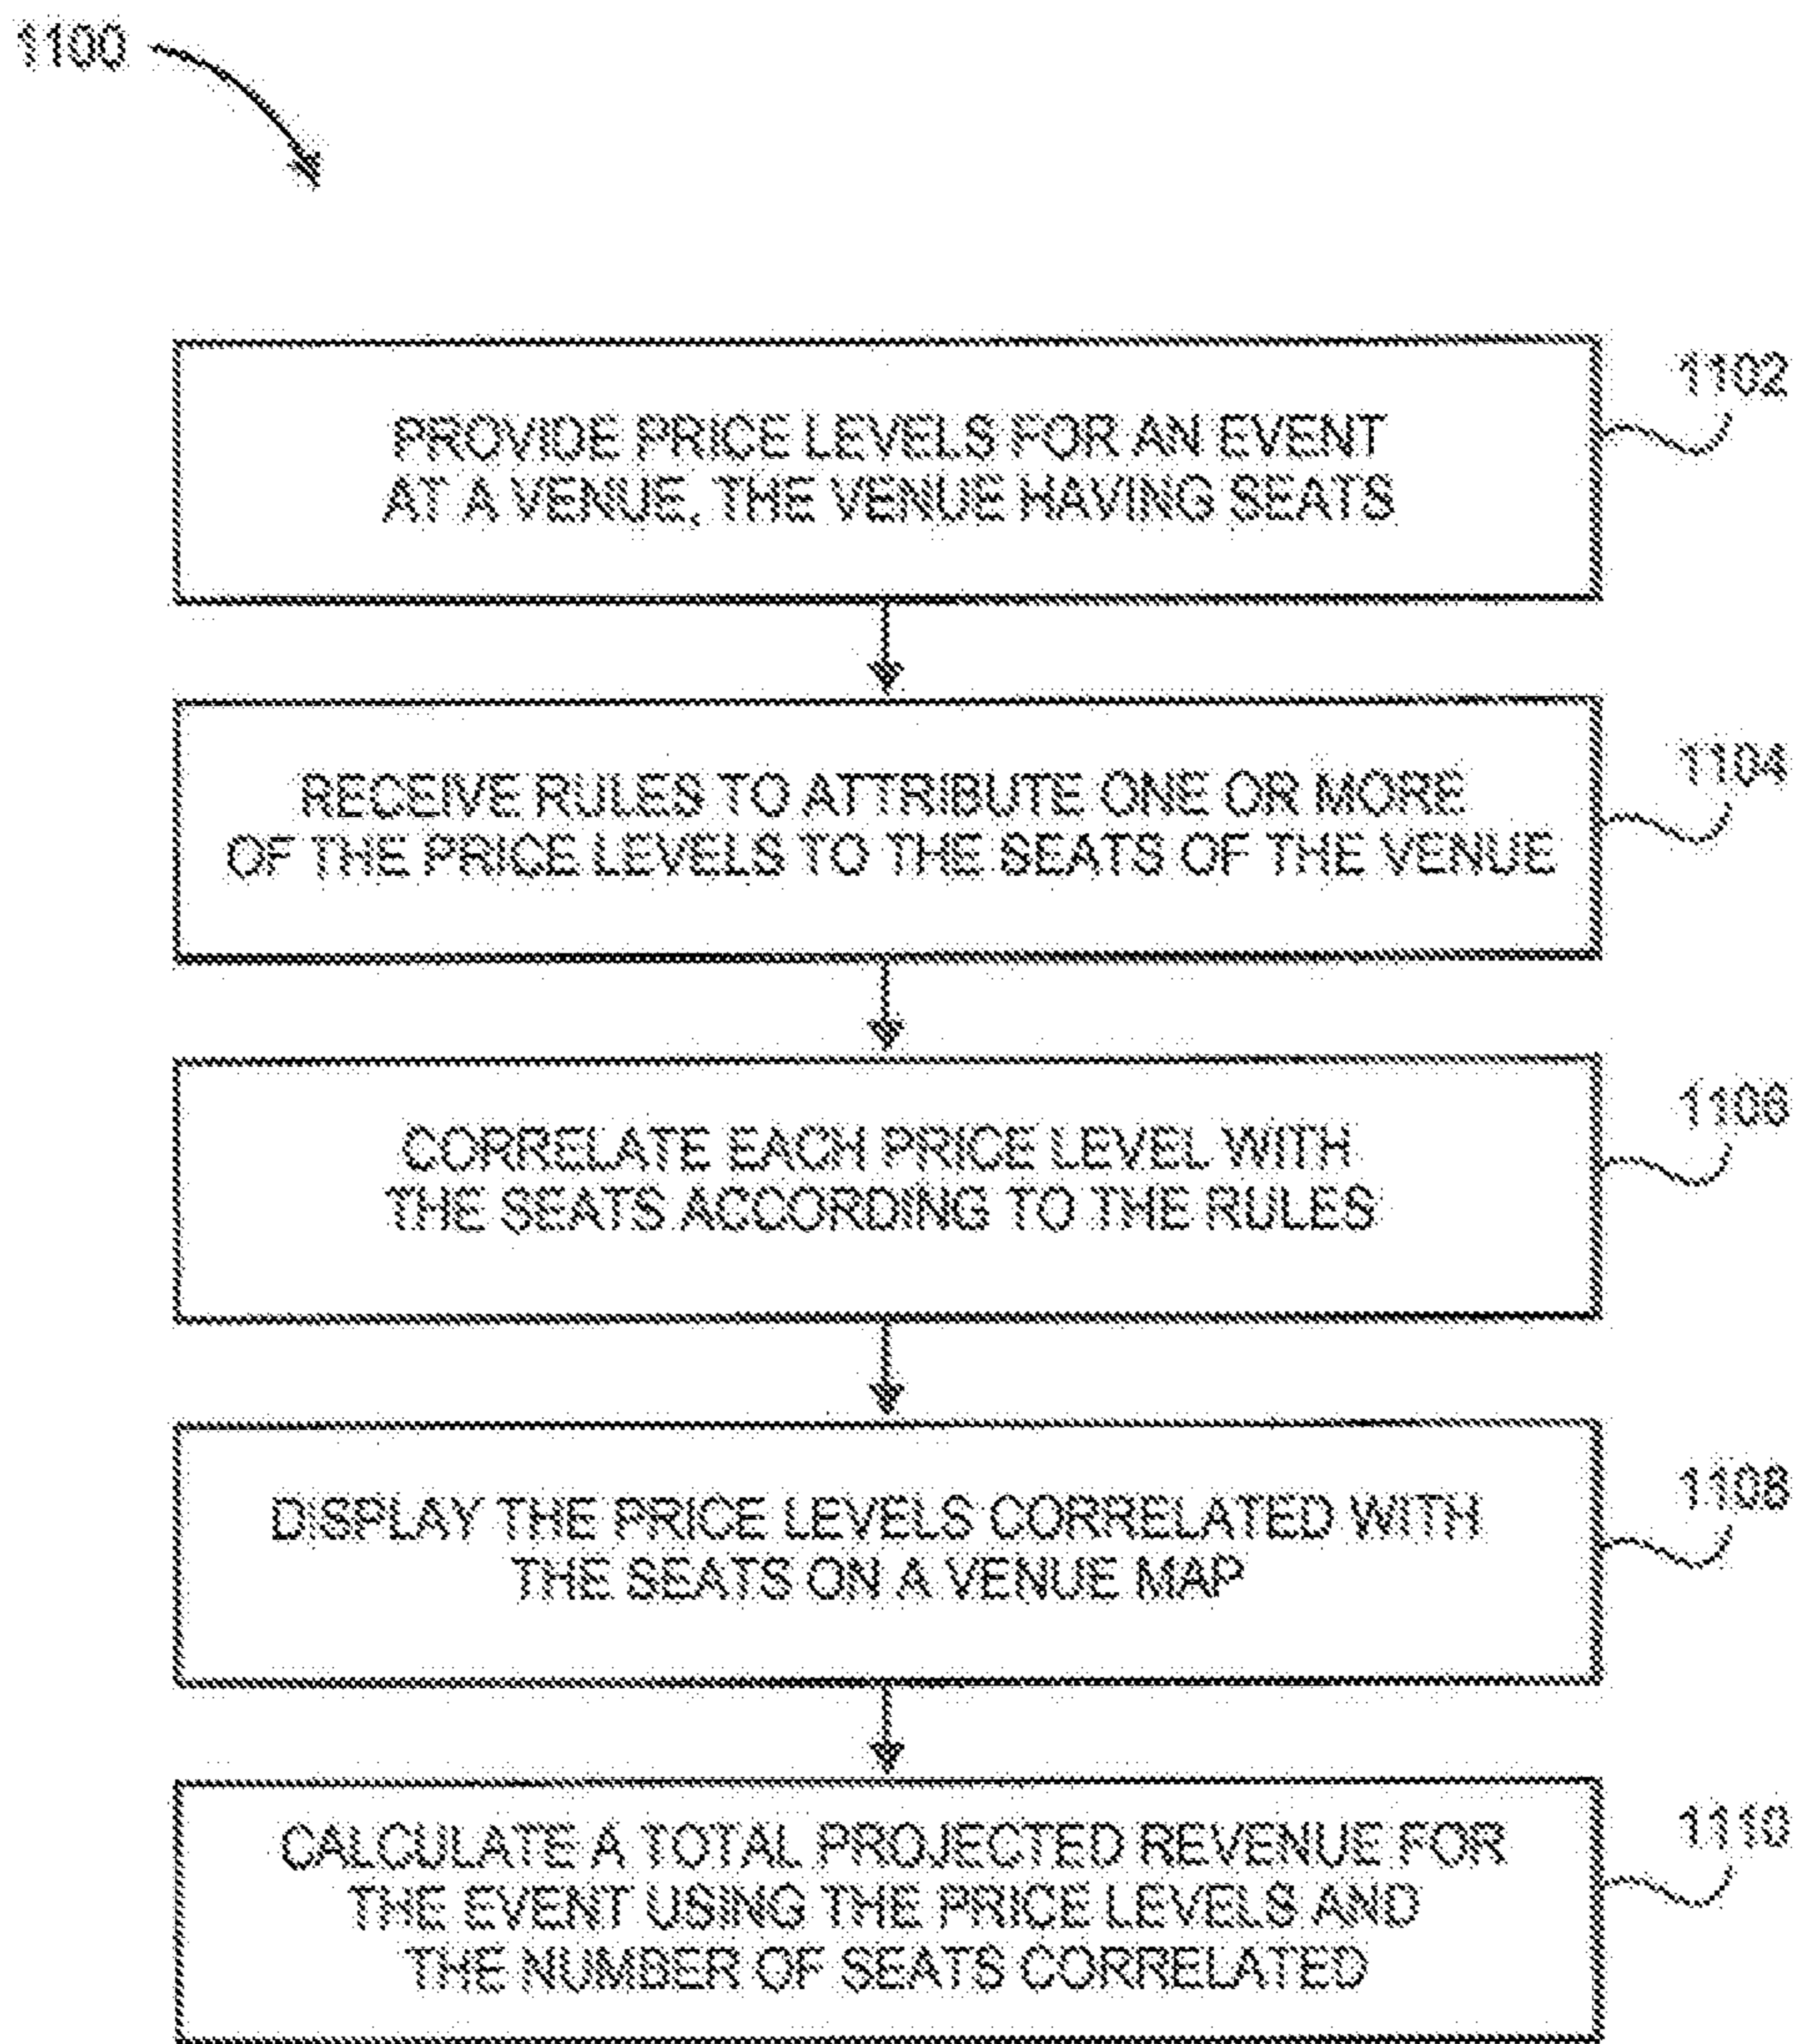 1100
1102
PROVIDE PRICE LEVELS FOR AN EVENT
AT A VENUE, THE VENUE HAVING SEATS
1104
RECEIVE RULES TO ATTRIBUTE ONE OR MORE
OF THE PRICE LEVELS TO THE SEATS OF THE VENUE
1106
CORRELATE EACH PRICE LEVEL WITH
THE SEATS ACCORDING TO THE RULES
1108
DISPLAY THE PRICE LEVELS CORRELATED WITH
THE SEATS ON A VENUE MAP
1110
CALCULATE A TOTAL PROJECTED REVENUE FOR
THE EVENT USING THE PRICE LEVELS AND
THE NUMBER OF SEATS CORRELATED